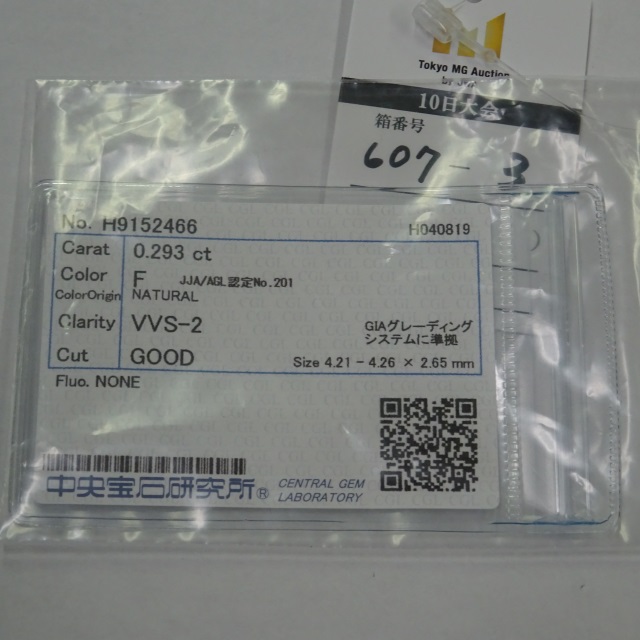 Tokyo MG Auction
10日大会
箱番号
607-3
No. H9152466
H040819
Carat 0.293 ct
Color F JJA/AGL認定No.201
ColorOrigin NATURAL
Clarity VVS-2 GIAグレーディング
システムに準拠
Cut GOOD Size 4.21 - 4.26 × 2.65 mm
Fluo. NONE
中央宝石研究所® CENTRAL GEM
LABORATORY